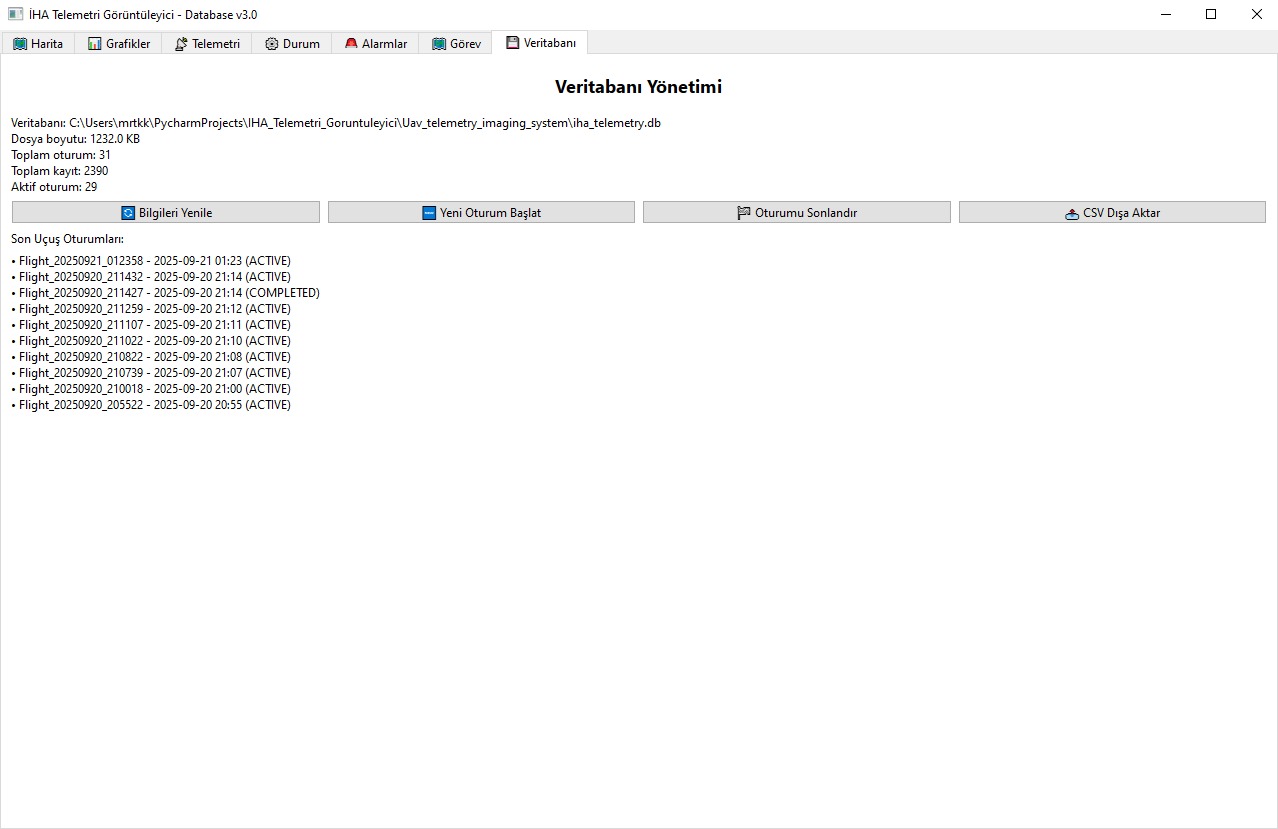 İHA Telemetri Görüntüleyici - Database v3.0
Harita Grafikler Telemetri Durum Alarmlar Görev Veritabanı
Veritabanı Yönetimi
Veritabanı: C:\Users\mrtkk\PycharmProjects\IHA_Telemetri_Goruntuleyici\Uav_telemetry_imaging_system\iha_telemetry.db
Dosya boyutu: 1232.0 KB
Toplam oturum: 31
Toplam kayıt: 2390
Aktif oturum: 29
Bilgileri Yenile Yeni Oturum Başlat Oturumu Sonlandır CSV Dışa Aktar
Son Uçuş Oturumları:
• Flight_20250921_012358 - 2025-09-21 01:23 (ACTIVE)
• Flight_20250920_211432 - 2025-09-20 21:14 (ACTIVE)
• Flight_20250920_211427 - 2025-09-20 21:14 (COMPLETED)
• Flight_20250920_211259 - 2025-09-20 21:12 (ACTIVE)
• Flight_20250920_211107 - 2025-09-20 21:11 (ACTIVE)
• Flight_20250920_211022 - 2025-09-20 21:10 (ACTIVE)
• Flight_20250920_210822 - 2025-09-20 21:08 (ACTIVE)
• Flight_20250920_210739 - 2025-09-20 21:07 (ACTIVE)
• Flight_20250920_210018 - 2025-09-20 21:00 (ACTIVE)
• Flight_20250920_205522 - 2025-09-20 20:55 (ACTIVE)